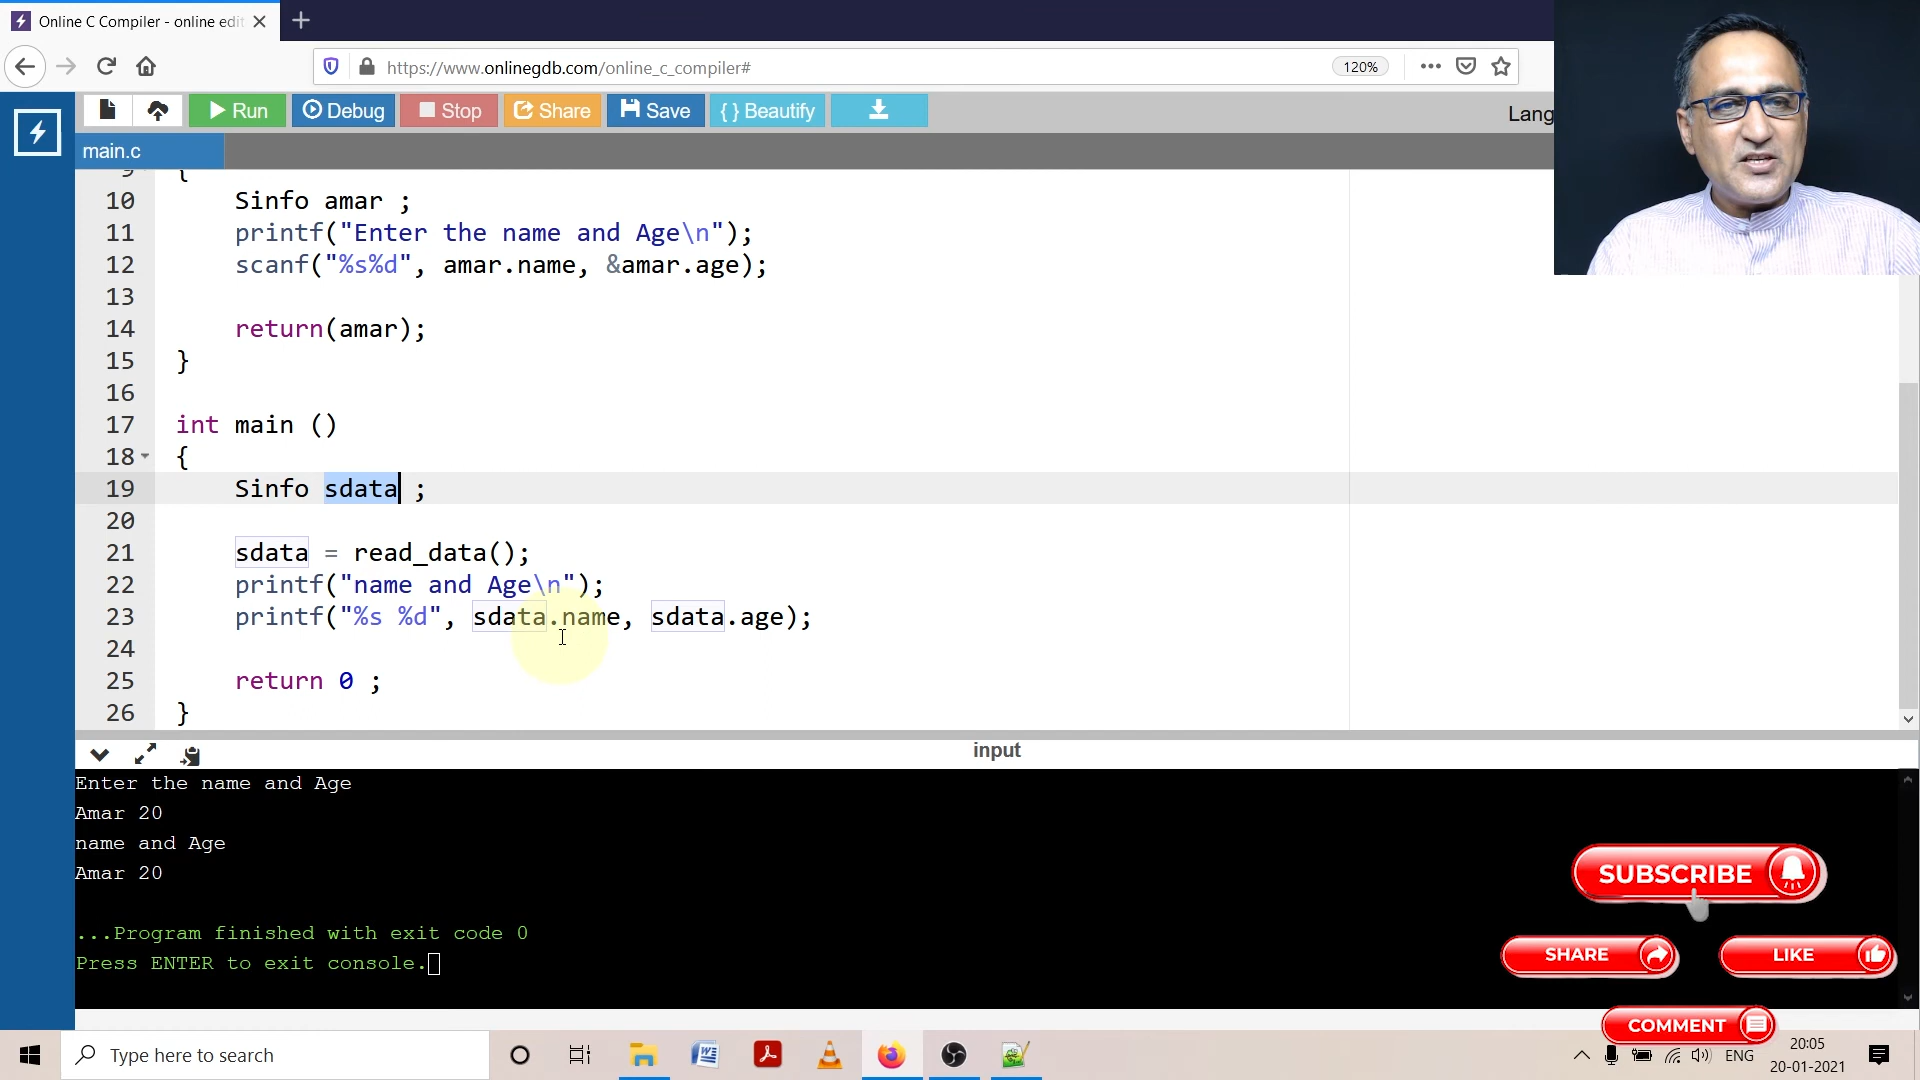 Online C Compiler - online edit
https://www.onlinegdb.com/online_c_compiler#
120%
Run
Debug
Stop
Share
Save
{ } Beautify
Lang
main.c
9 {
10 Sinfo amar ;
11 printf("Enter the name and Age\n");
12 scanf("%s%d", amar.name, &amar.age);
13
14 return(amar);
15 }
16
17 int main ()
18 {
19 Sinfo sdata ;
20
21 sdata = read_data();
22 printf("name and Age\n");
23 printf("%s %d", sdata.name, sdata.age);
24
25 return 0 ;
26 }
input
Enter the name and Age
Amar 20
name and Age
Amar 20
...Program finished with exit code 0
Press ENTER to exit console.
SUBSCRIBE
SHARE
LIKE
COMMENT
Type here to search
ENG
20:05
20-01-2021